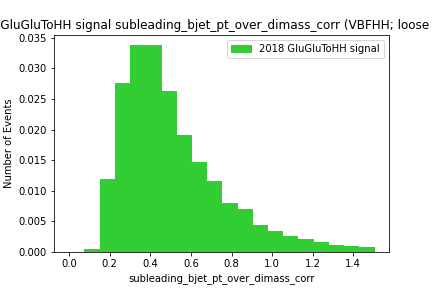 GluGluToHH signal subleading_bjet_pt_over_dimass_corr (VBFHH; loose
2018 GluGluToHH signal
Number of Events
0.035
0.030
0.025
0.020
0.015
0.010
0.005
0.000
0.0 0.2 0.4 0.6 0.8 1.0 1.2 1.4
subleading_bjet_pt_over_dimass_corr